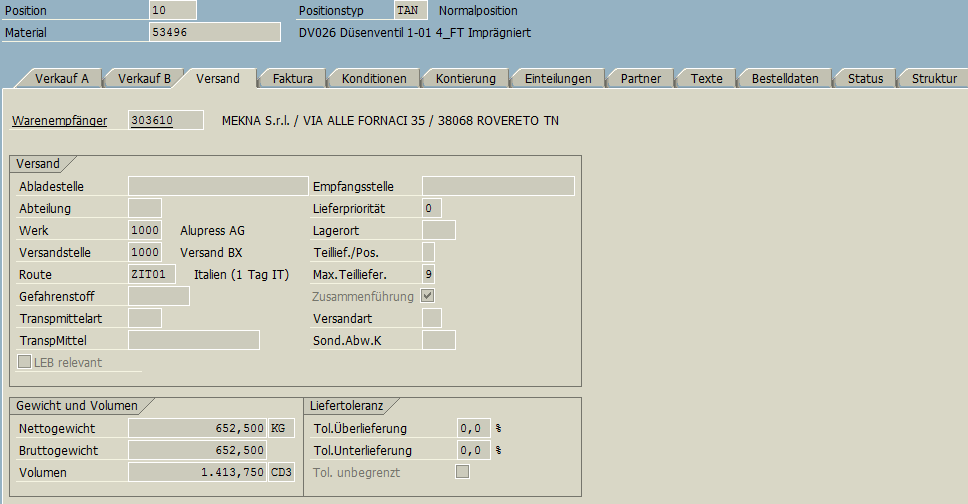 Position 10 Positionstyp TAN Normalposition
Material 53496 DV026 Düsenventil 1-01 4_FT Imprägniert
Verkauf A Verkauf B Versand Faktura Konditionen Kontierung Einteilungen Partner Texte Bestelldaten Status Struktur
Warenempfänger 303610 MEKNA S.r.l. / VIA ALLE FORNACI 35 / 38068 ROVERETO TN
Versand
Abladestelle Empfangsstelle
Abteilung Lieferpriorität 0
Werk 1000 Alupress AG Lagerort
Versandstelle 1000 Versand BX Teillief./Pos.
Route ZIT01 Italien (1 Tag IT) Max.Teilliefer. 9
Gefahrenstoff Zusammenführung
Transpmittelart Versandart
TranspMittel Sond.Abw.K
LEB relevant
Gewicht und Volumen Liefertoleranz
Nettogewicht 652,500 KG Tol.Überlieferung 0,0 %
Bruttogewicht 652,500 Tol.Unterlieferung 0,0 %
Volumen 1.413,750 CD3 Tol. unbegrenzt